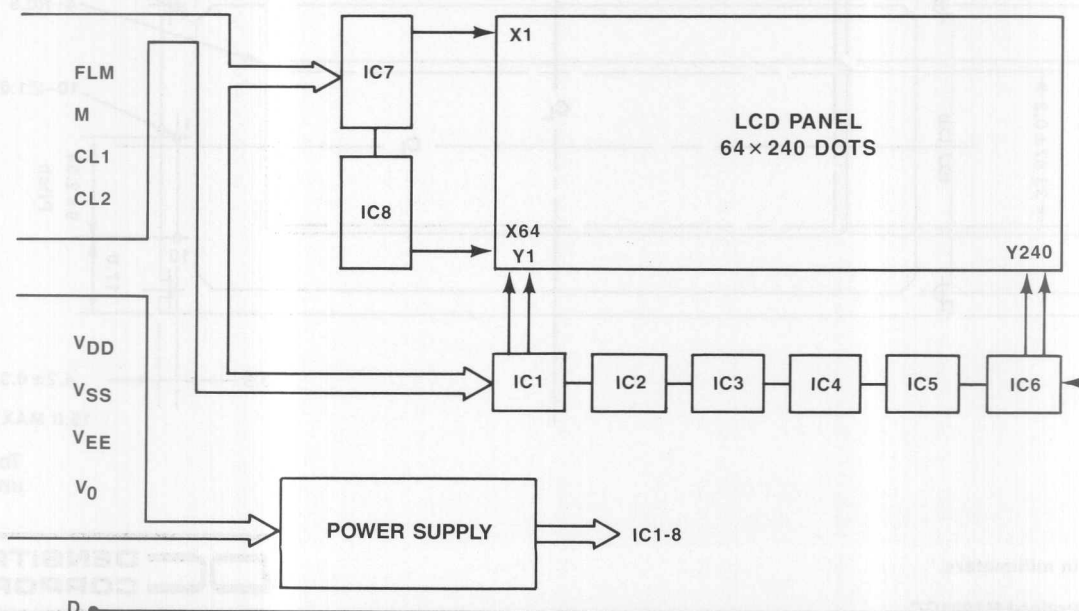 FLM
M
CL1
CL2
IC7
IC8
X1
LCD PANEL
64 × 240 DOTS
X64
Y1
Y240
VDD
VSS
VEE
V0
IC1
IC2
IC3
IC4
IC5
IC6
POWER SUPPLY
IC1-8
D